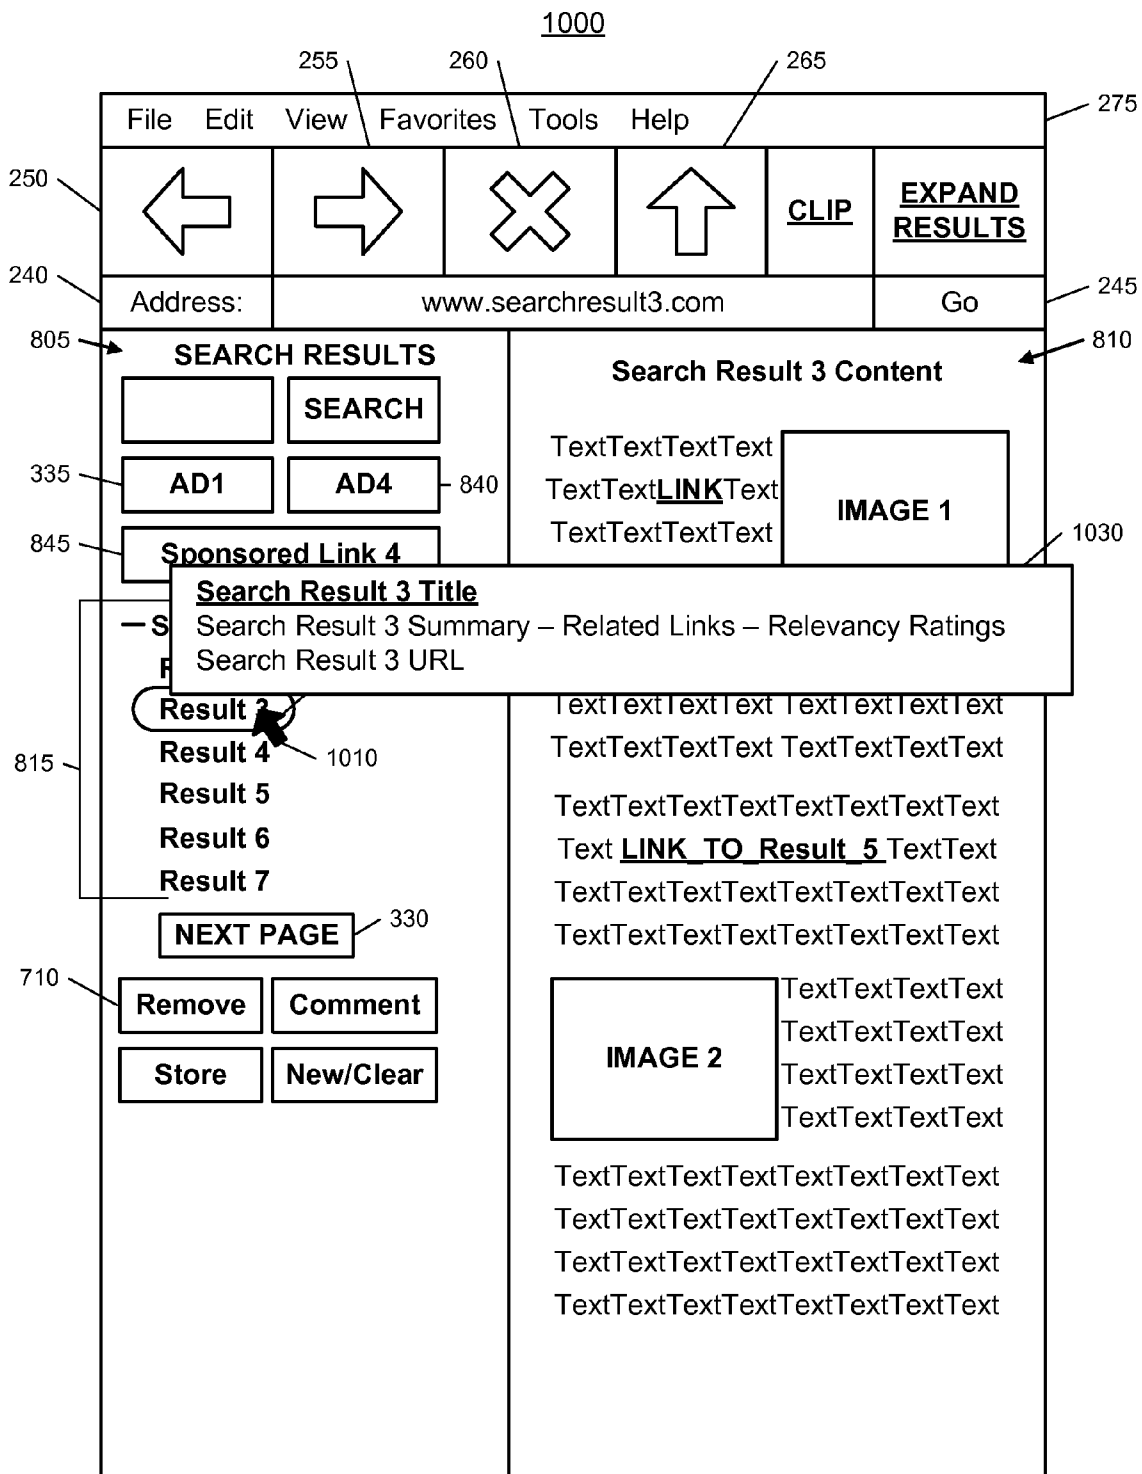 1000
255
260
265
275
File Edit View Favorites Tools Help
250
CLIP
EXPAND
RESULTS
240
Address:
www.searchresult3.com
Go
245
805
SEARCH RESULTS
SEARCH
335
AD1
AD4
840
845
Sponsored Link 4
810
Search Result 3 Content
TextTextTextText
TextTextLINKText
TextTextTextText
IMAGE 1
1030
Search Result 3 Title
Search Result 3 Summary – Related Links – Relevancy Ratings
Search Result 3 URL
815
Result 3
1010
Result 4
Result 5
Result 6
Result 7
NEXT PAGE
330
710
Remove
Comment
Store
New/Clear
TextTextTextText TextTextTextText
TextTextTextText TextTextTextText
TextTextTextTextTextTextTextText
Text LINK_TO_Result_5 TextText
TextTextTextTextTextTextTextText
TextTextTextTextTextTextTextText
IMAGE 2
TextTextTextText
TextTextTextText
TextTextTextText
TextTextTextText
TextTextTextTextTextTextTextText
TextTextTextTextTextTextTextText
TextTextTextTextTextTextTextText
TextTextTextTextTextTextTextText